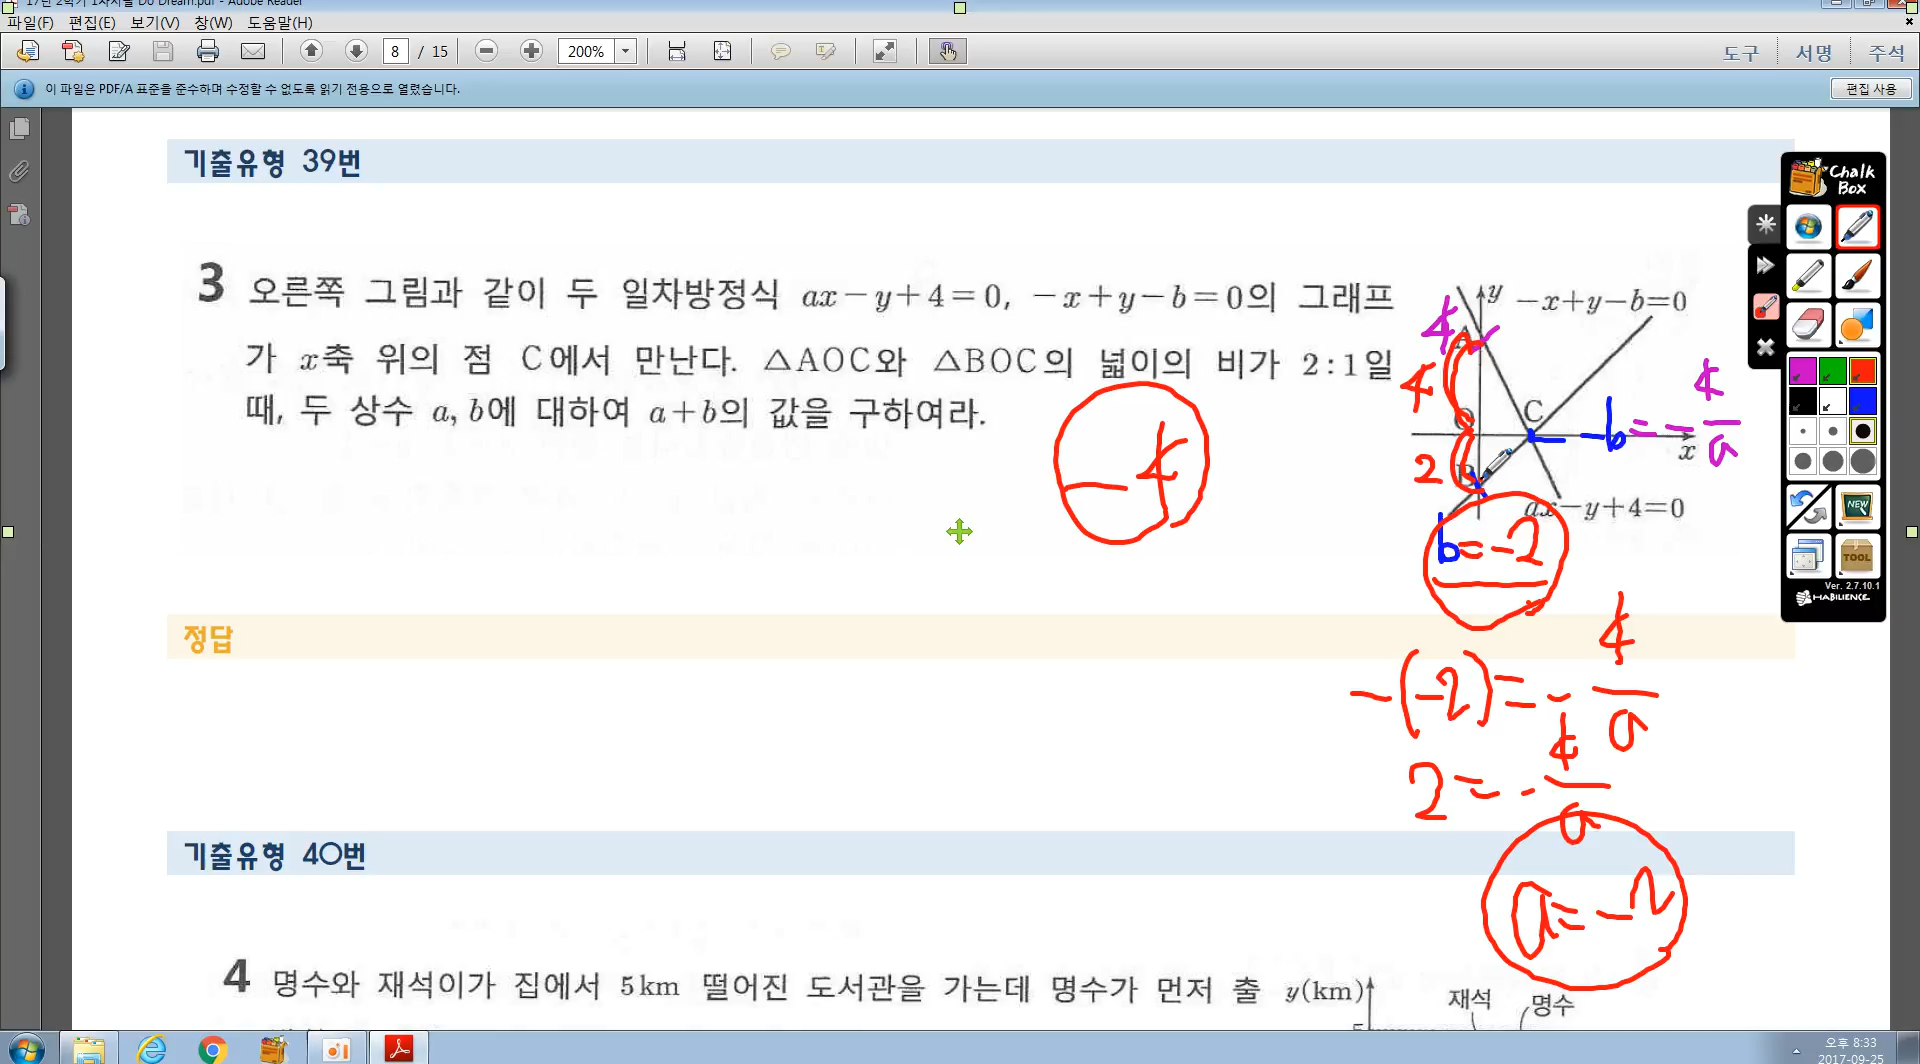 17년 2학기 1차시월 Do Dream.pdf - Adobe Reader
파일(F) 편집(E) 보기(V) 창(W) 도움말(H)
8 / 15 200% 도구 서명 주석
이 파일은 PDF/A 표준을 준수하며 수정할 수 없도록 읽기 전용으로 열렸습니다. 편집 사용
기출유형 39번
3 오른쪽 그림과 같이 두 일차방정식 ax-y+4=0, -x+y-b=0의 그래프
가 x축 위의 점 C에서 만난다. △AOC와 △BOC의 넓이의 비가 2 : 1일
때, 두 상수 a, b에 대하여 a+b의 값을 구하여라.
-4
y -x+y-b=0
4 A
4
O C -b=-4/a
x
2 B
ax-y+4=0
b=-2
-(-2)=-4/a
2=-4/a
a=-2
정답
기출유형 40번
4 명수와 재석이가 집에서 5 km 떨어진 도서관을 가는데 명수가 먼저 출
y(km)
재석 명수
5
Chalk Box
NEW
TOOL
Ver. 2.7.10.1
HABILIENCE
오후 8:33
2017-09-25